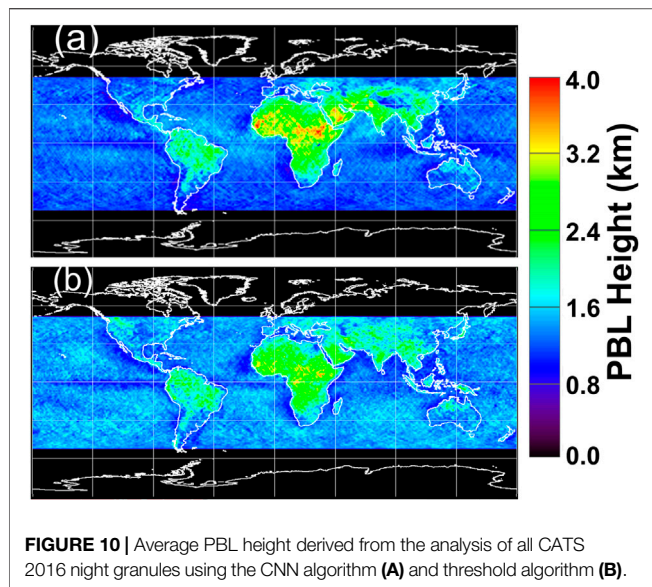 (a)
(b)
4.0
3.2
2.4
1.6
0.8
0.0
PBL Height (km)
FIGURE 10 | Average PBL height derived from the analysis of all CATS
2016 night granules using the CNN algorithm (A) and threshold algorithm (B).